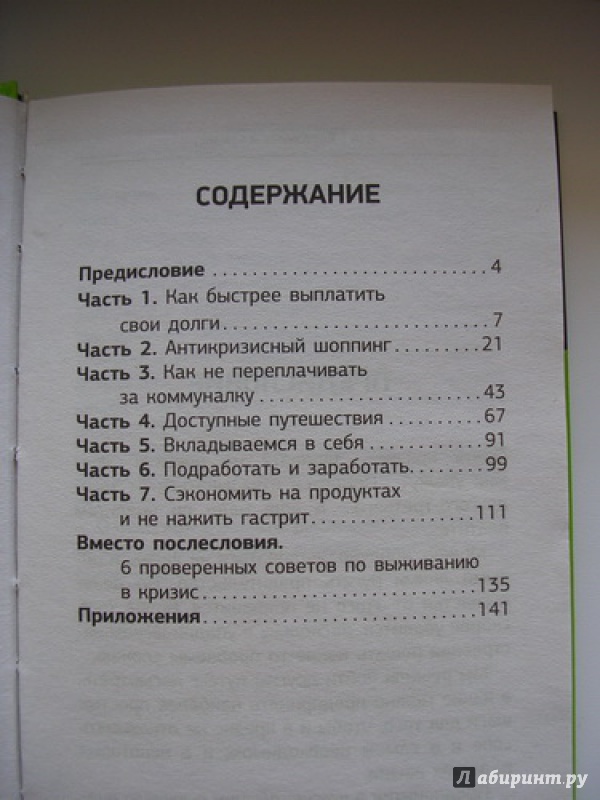 СОДЕРЖАНИЕ
Предисловие .............................. 4
Часть 1. Как быстрее выплатить
свои долги .............................. 7
Часть 2. Антикризисный шоппинг .......... 21
Часть 3. Как не переплачивать
за коммуналку ....................... 43
Часть 4. Доступные путешествия .......... 67
Часть 5. Вкладываемся в себя ............ 91
Часть 6. Подработать и заработать ........ 99
Часть 7. Сэкономить на продуктах
и не нажить гастрит ................ 111
Вместо послесловия.
6 проверенных советов по выживанию
в кризис ............................ 135
Приложения .............................. 141
Лабиринт.ру